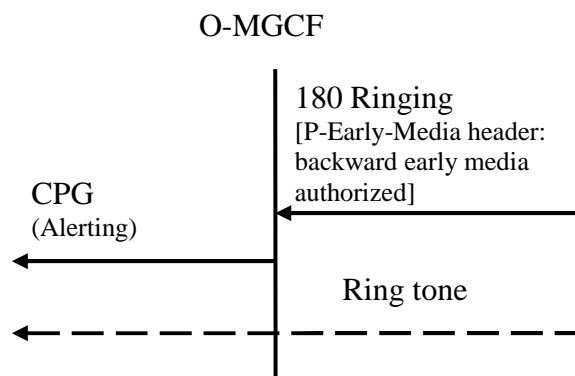 O-MGCF
180 Ringing
[P-Early-Media header:
backward early media
authorized]
CPG
(Alerting)
Ring tone